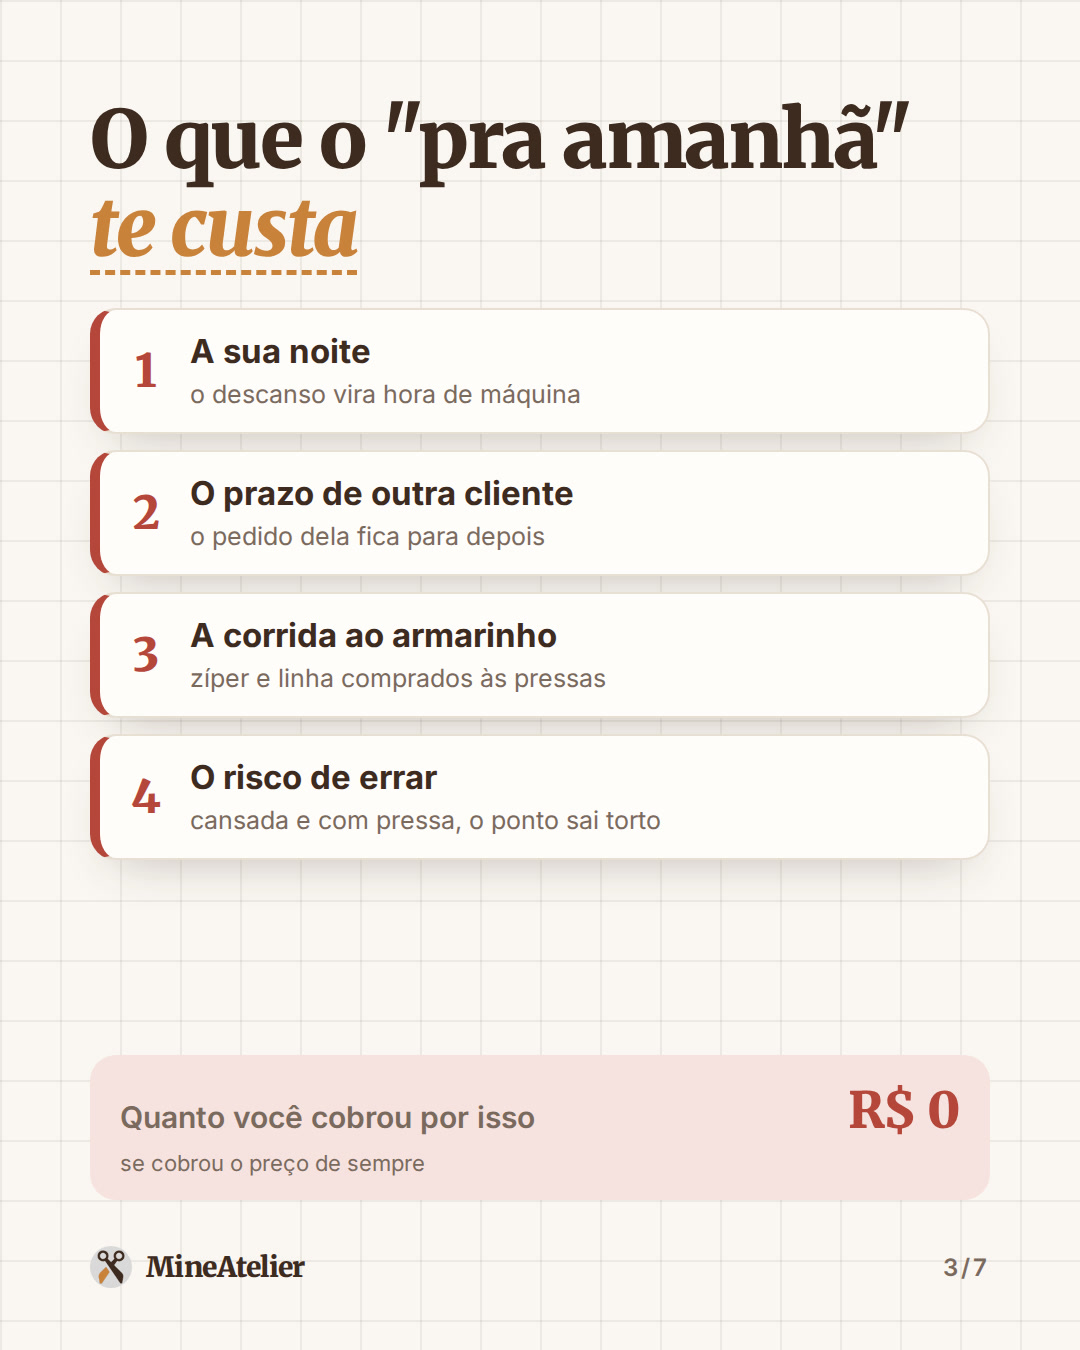 O que o "pra amanhã"
te custa
1
A sua noite
o descanso vira hora de máquina
2
O prazo de outra cliente
o pedido dela fica para depois
3
A corrida ao armarinho
zíper e linha comprados às pressas
4
O risco de errar
cansada e com pressa, o ponto sai torto
Quanto você cobrou por isso
R$ 0
se cobrou o preço de sempre
MineAtelier
3/7